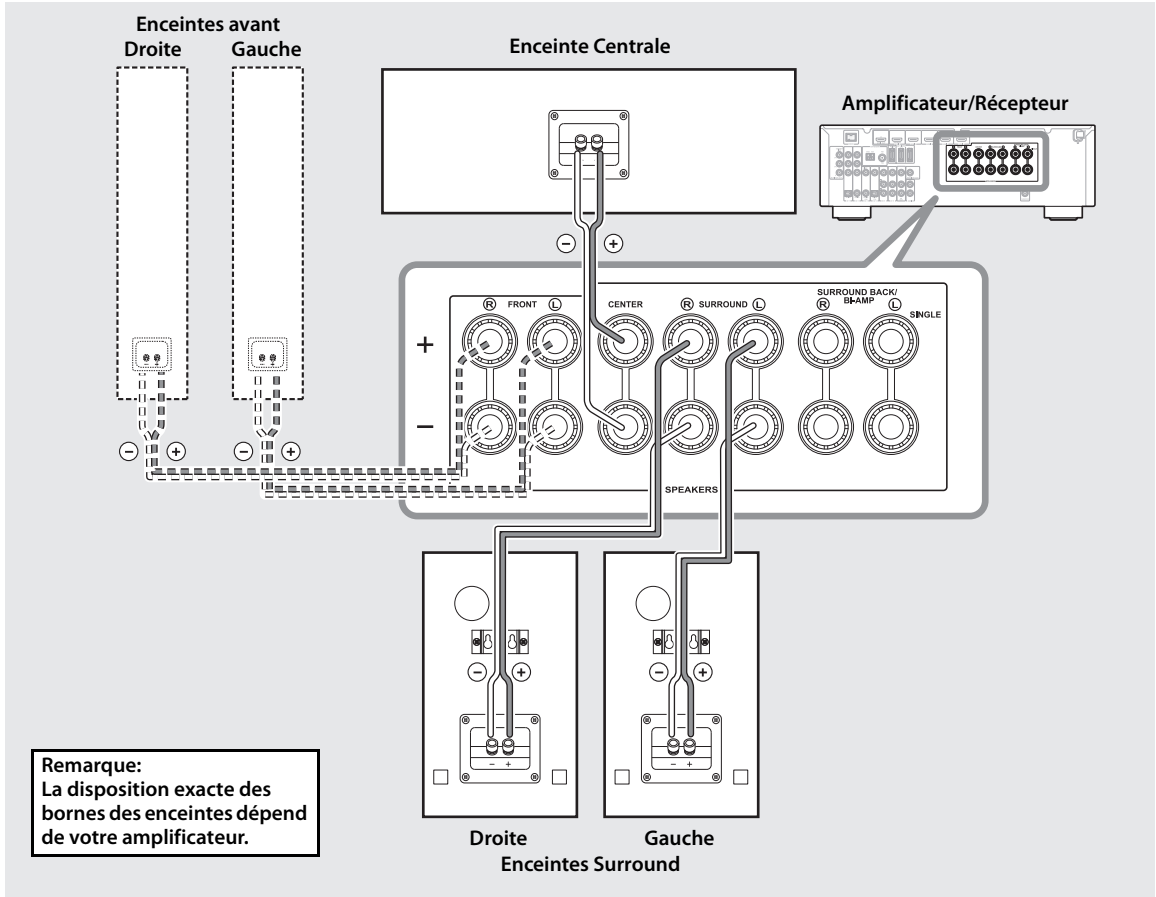 Enceintes avant
Droite Gauche
Enceinte Centrale
Amplificateur/Récepteur
− +
R FRONT L CENTER R SURROUND L SURROUND BACK/
BI-AMP
R L
SINGLE
+
−
− + − +
SPEAKERS
− + − +
− + − +
Remarque:
La disposition exacte des
bornes des enceintes dépend
de votre amplificateur.
Droite Gauche
Enceintes Surround